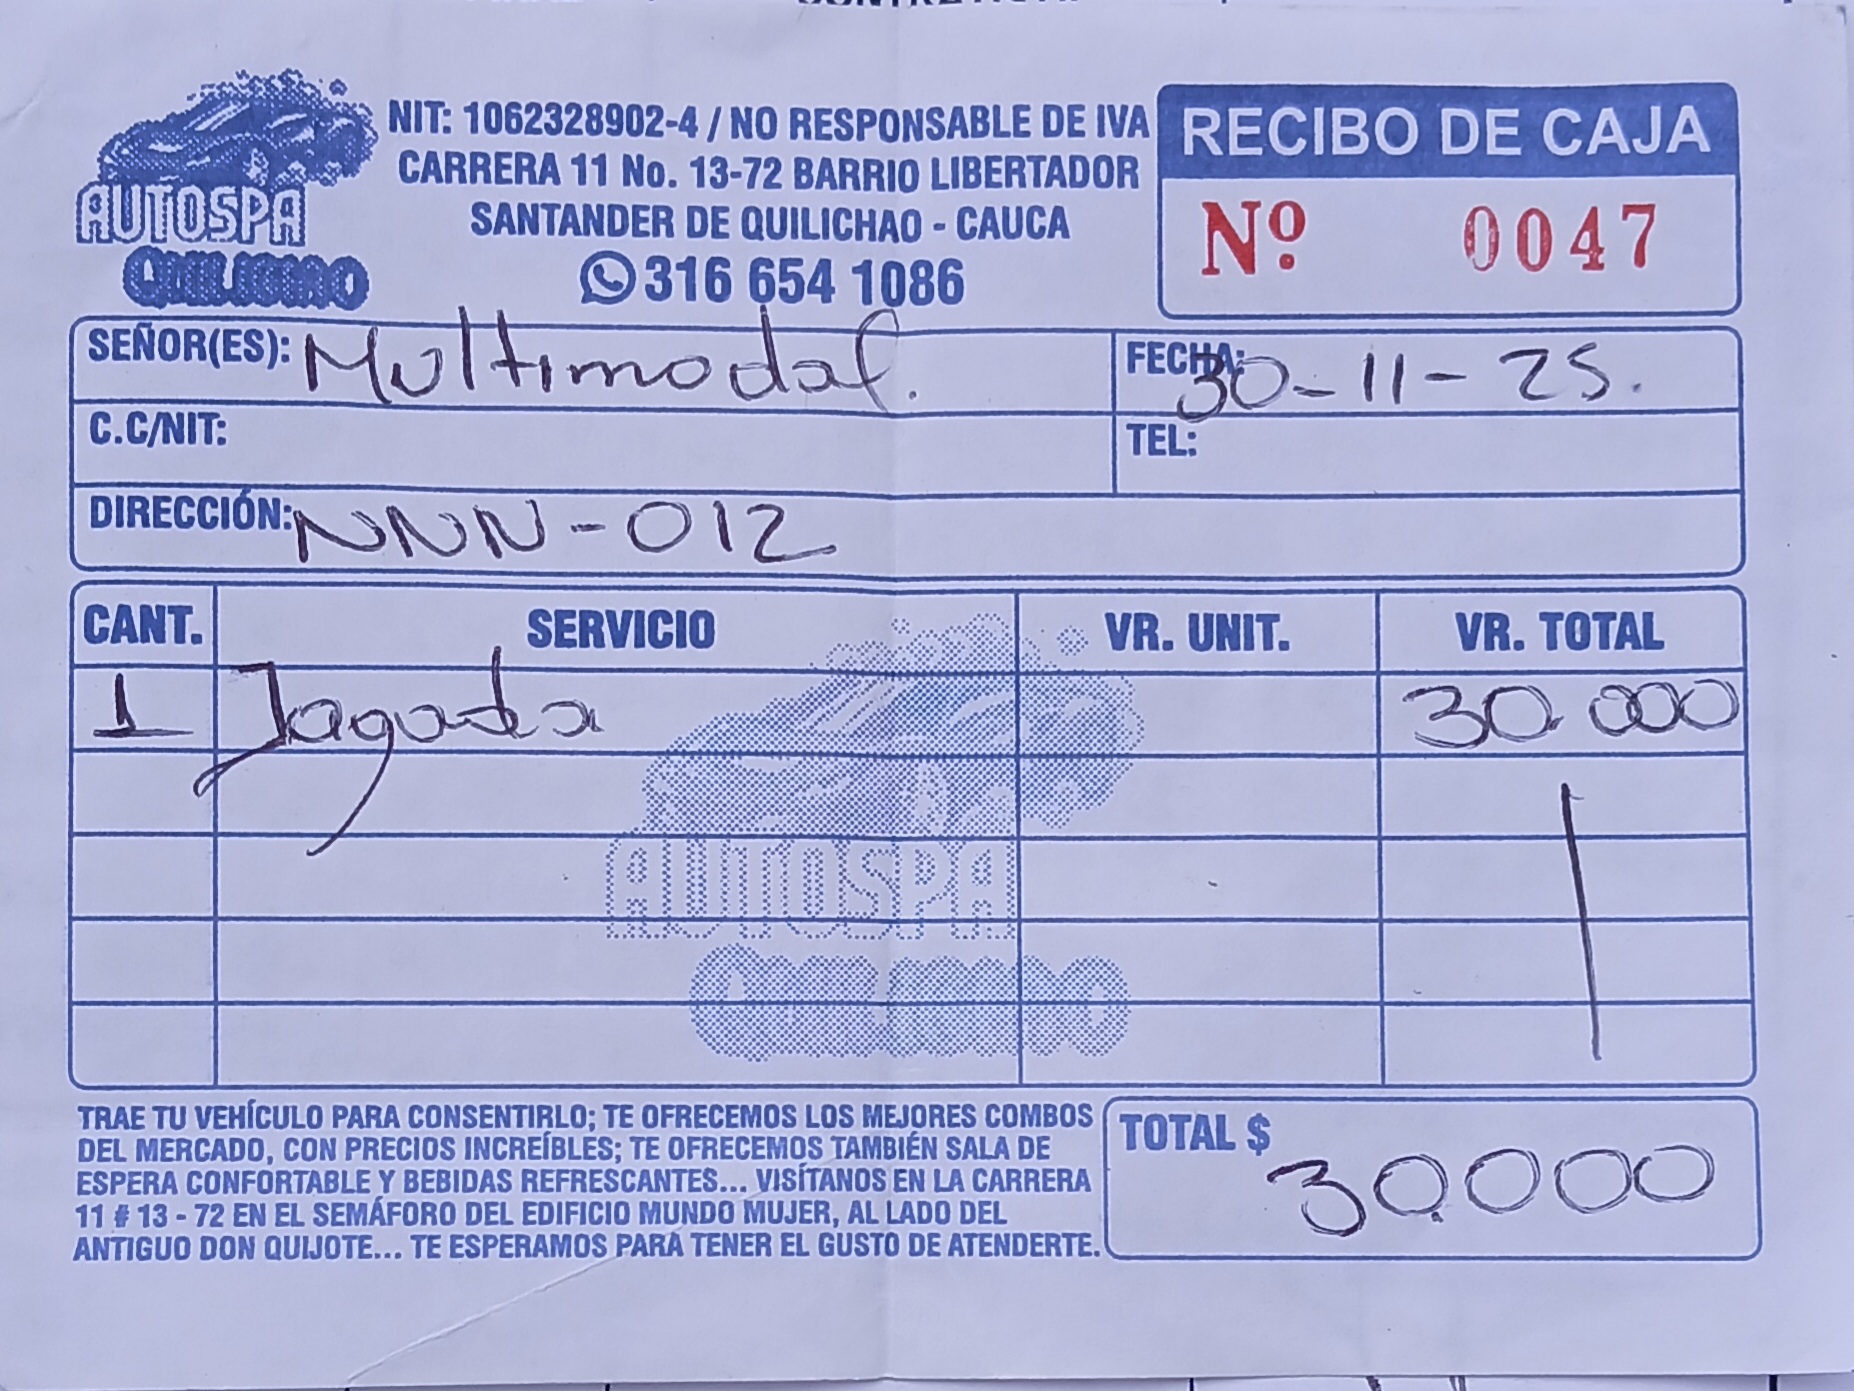 AUTOSPA
QUILICHAO
NIT: 1062328902-4 / NO RESPONSABLE DE IVA
CARRERA 11 No. 13-72 BARRIO LIBERTADOR
SANTANDER DE QUILICHAO - CAUCA
316 654 1086
RECIBO DE CAJA
Nº 0047
SEÑOR(ES): Multimodal.
FECHA: 30-11-25.
C.C/NIT:
TEL:
DIRECCIÓN: NNN-012
CANT. SERVICIO VR. UNIT. VR. TOTAL
1 30.000
AUTOSPA
QUILICHAO
TRAE TU VEHÍCULO PARA CONSENTIRLO; TE OFRECEMOS LOS MEJORES COMBOS
DEL MERCADO, CON PRECIOS INCREÍBLES; TE OFRECEMOS TAMBIÉN SALA DE
ESPERA CONFORTABLE Y BEBIDAS REFRESCANTES... VISÍTANOS EN LA CARRERA
11 # 13 - 72 EN EL SEMÁFORO DEL EDIFICIO MUNDO MUJER, AL LADO DEL
ANTIGUO DON QUIJOTE... TE ESPERAMOS PARA TENER EL GUSTO DE ATENDERTE.
TOTAL $ 30.000